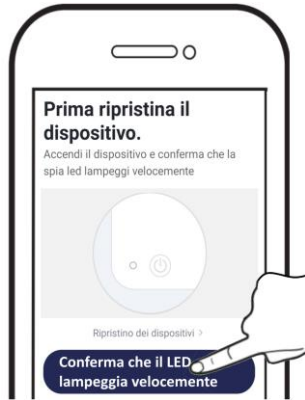 Prima ripristina il
dispositivo.
Accendi il dispositivo e conferma che la
spia led lampeggi velocemente
Ripristino dei dispositivi >
Conferma che il LED
lampeggia velocemente